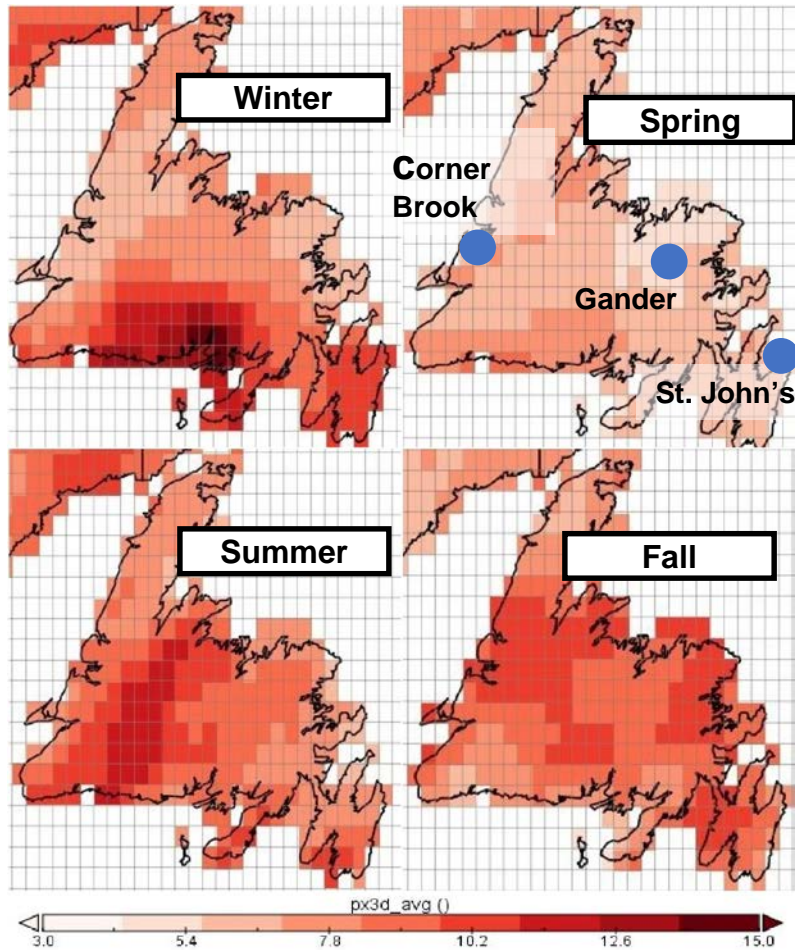 Winter
Spring
Corner
Brook
Gander
St. John's
Summer
Fall
px3d_avg ()
3.0 5.4 7.8 10.2 12.6 15.0